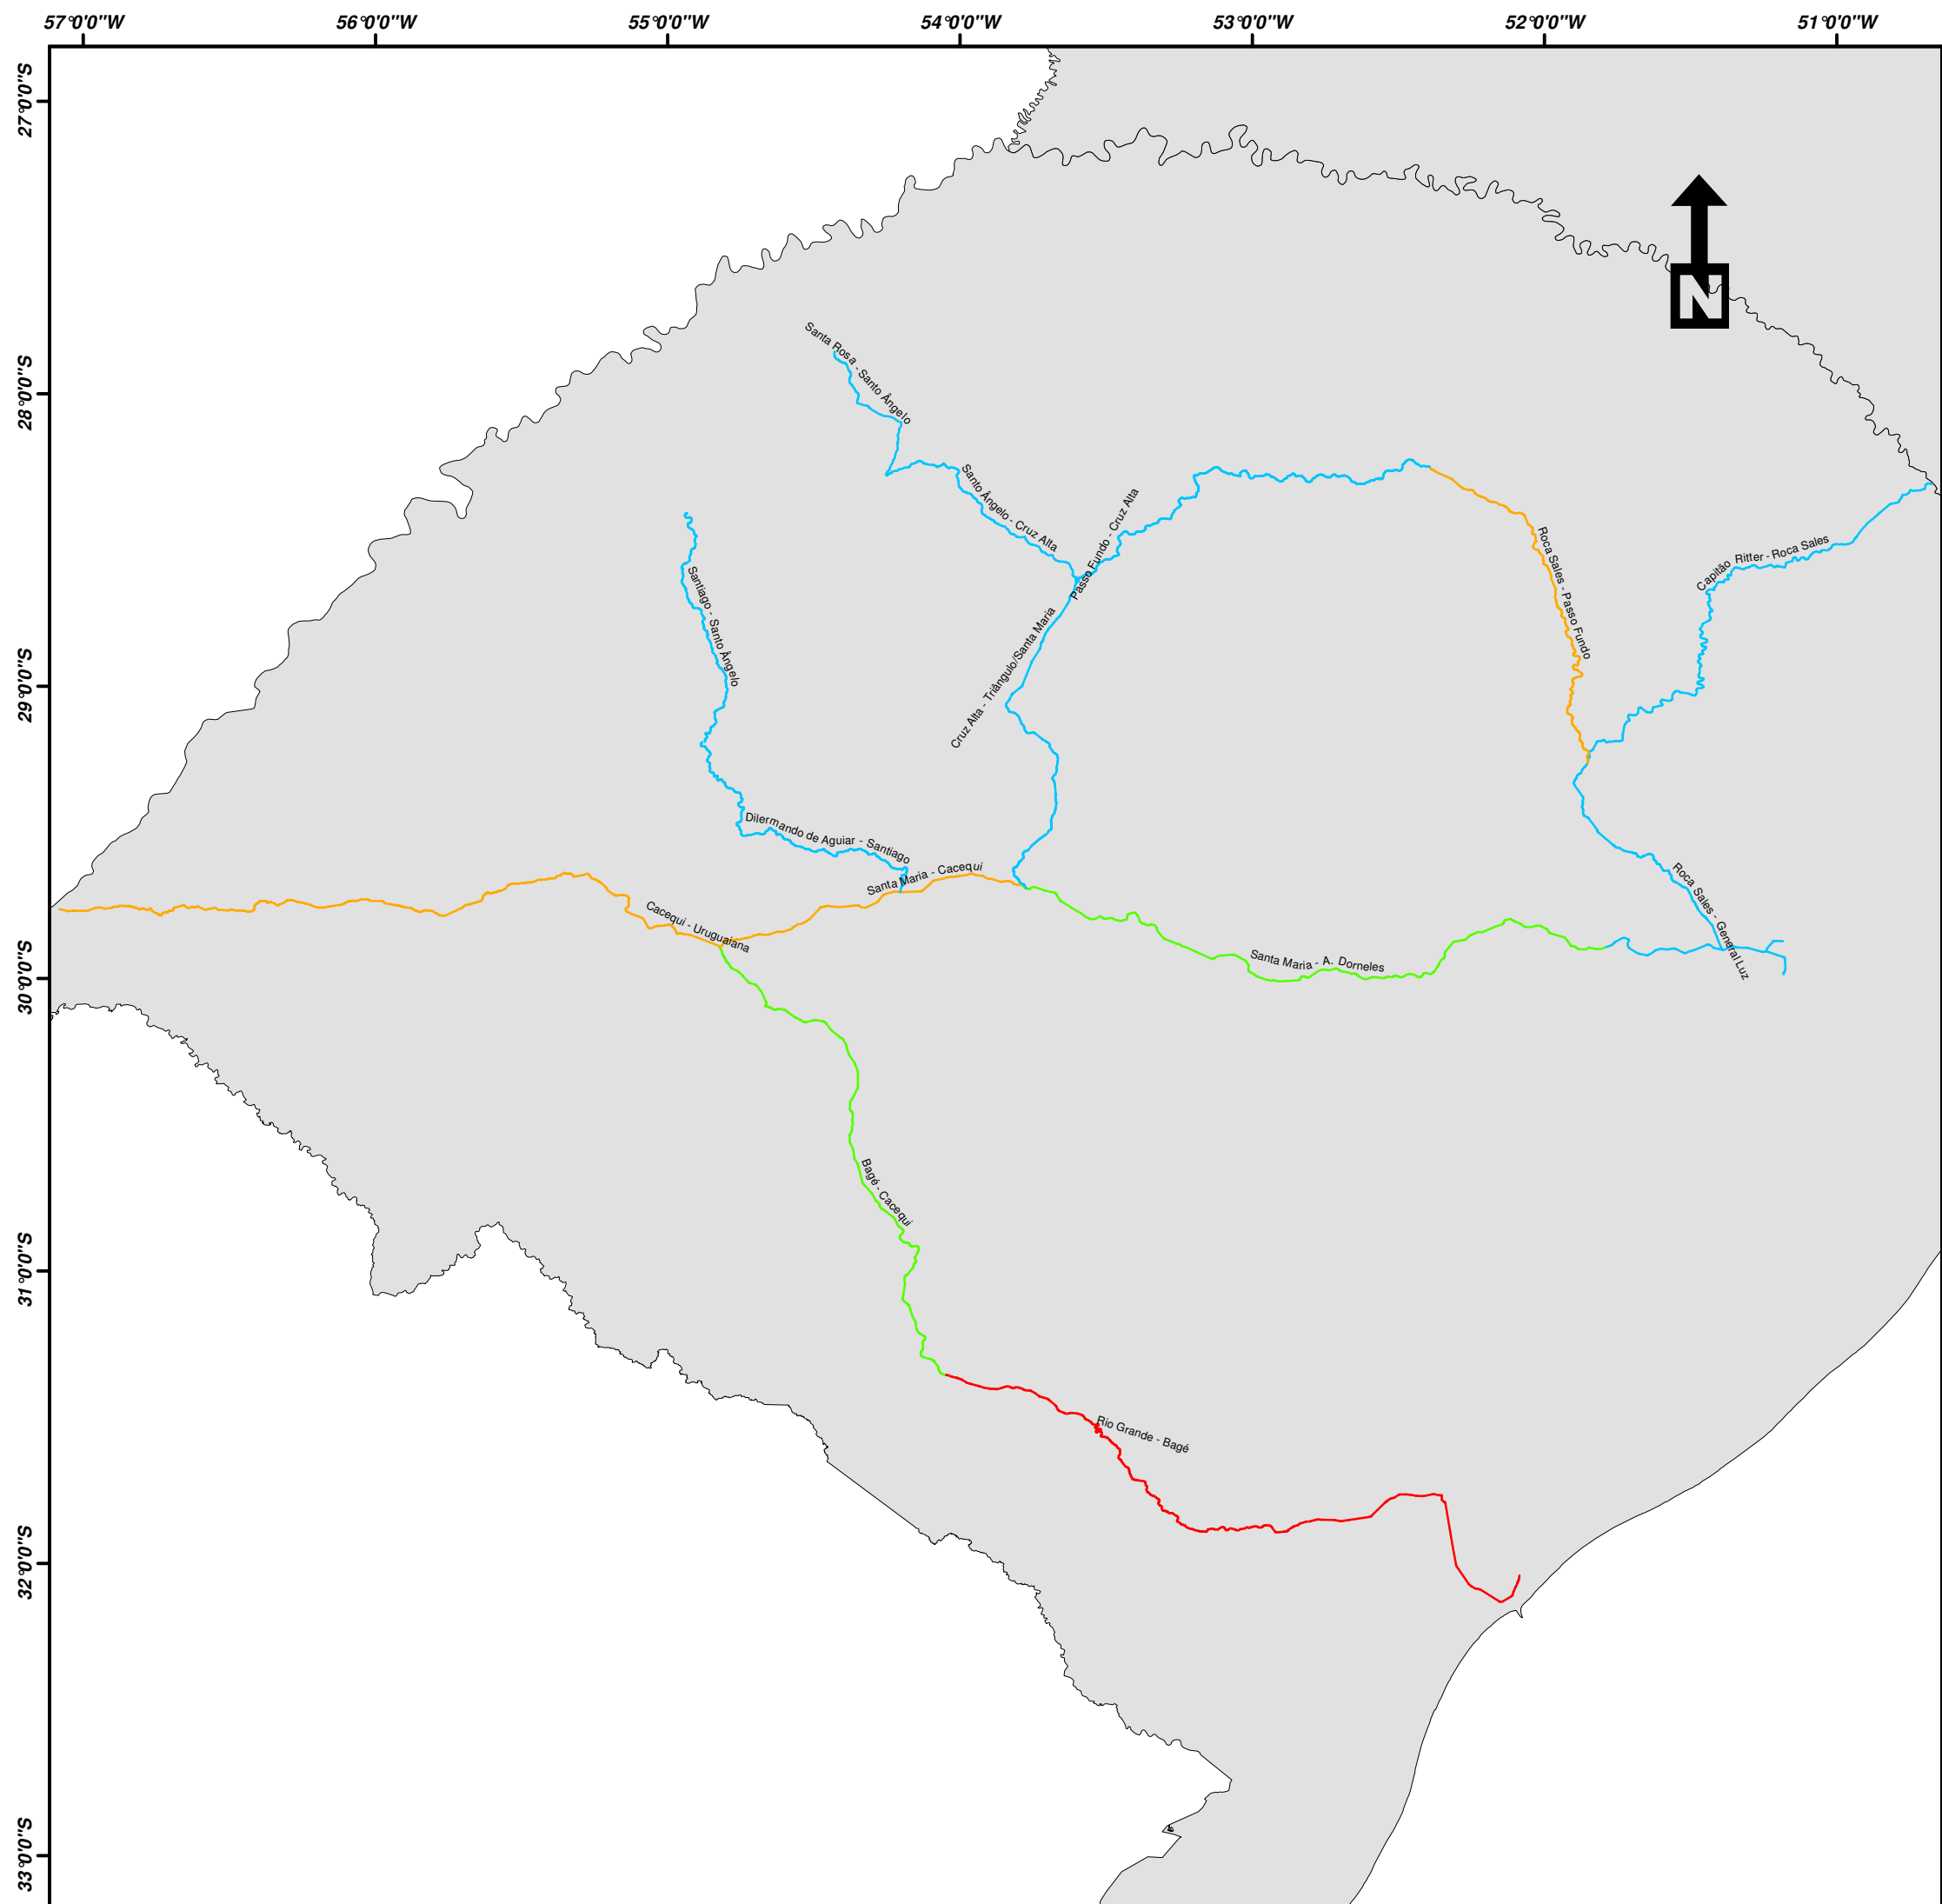 57°0'0"W
56°0'0"W
55°0'0"W
54°0'0"W
53°0'0"W
52°0'0"W
51°0'0"W
27°0'0"S
28°0'0"S
29°0'0"S
30°0'0"S
31°0'0"S
32°0'0"S
33°0'0"S
N
Santa Rosa - Santo Ângelo
Santo Ângelo - Cruz Alta
Passo Fundo - Cruz Alta
Roca Sales - Passo Fundo
Capitão Ritter - Roca Sales
Santiago - Santo Ângelo
Cruz Alta - Triângulo/Santa Maria
Dilermando de Aguiar - Santiago
Santa Maria - Cacequi
Cacequi - Uruguaiana
Roca Sales - General Luz
Santa Maria - A. Dorneles
Bagé - Cacequi
Rio Grande - Bagé